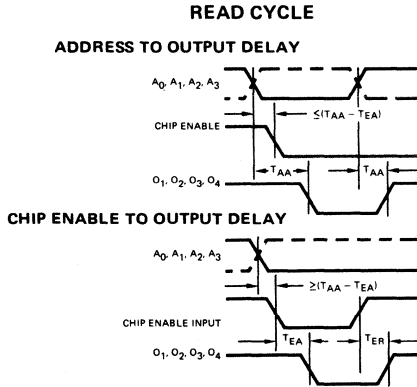 READ CYCLE
ADDRESS TO OUTPUT DELAY
A0, A1, A2, A3
≤(TAA − TEA)
CHIP ENABLE
TAA
TAA
O1, O2, O3, O4
CHIP ENABLE TO OUTPUT DELAY
A0, A1, A2, A3
≥(TAA − TEA)
CHIP ENABLE INPUT
TEA
TER
O1, O2, O3, O4